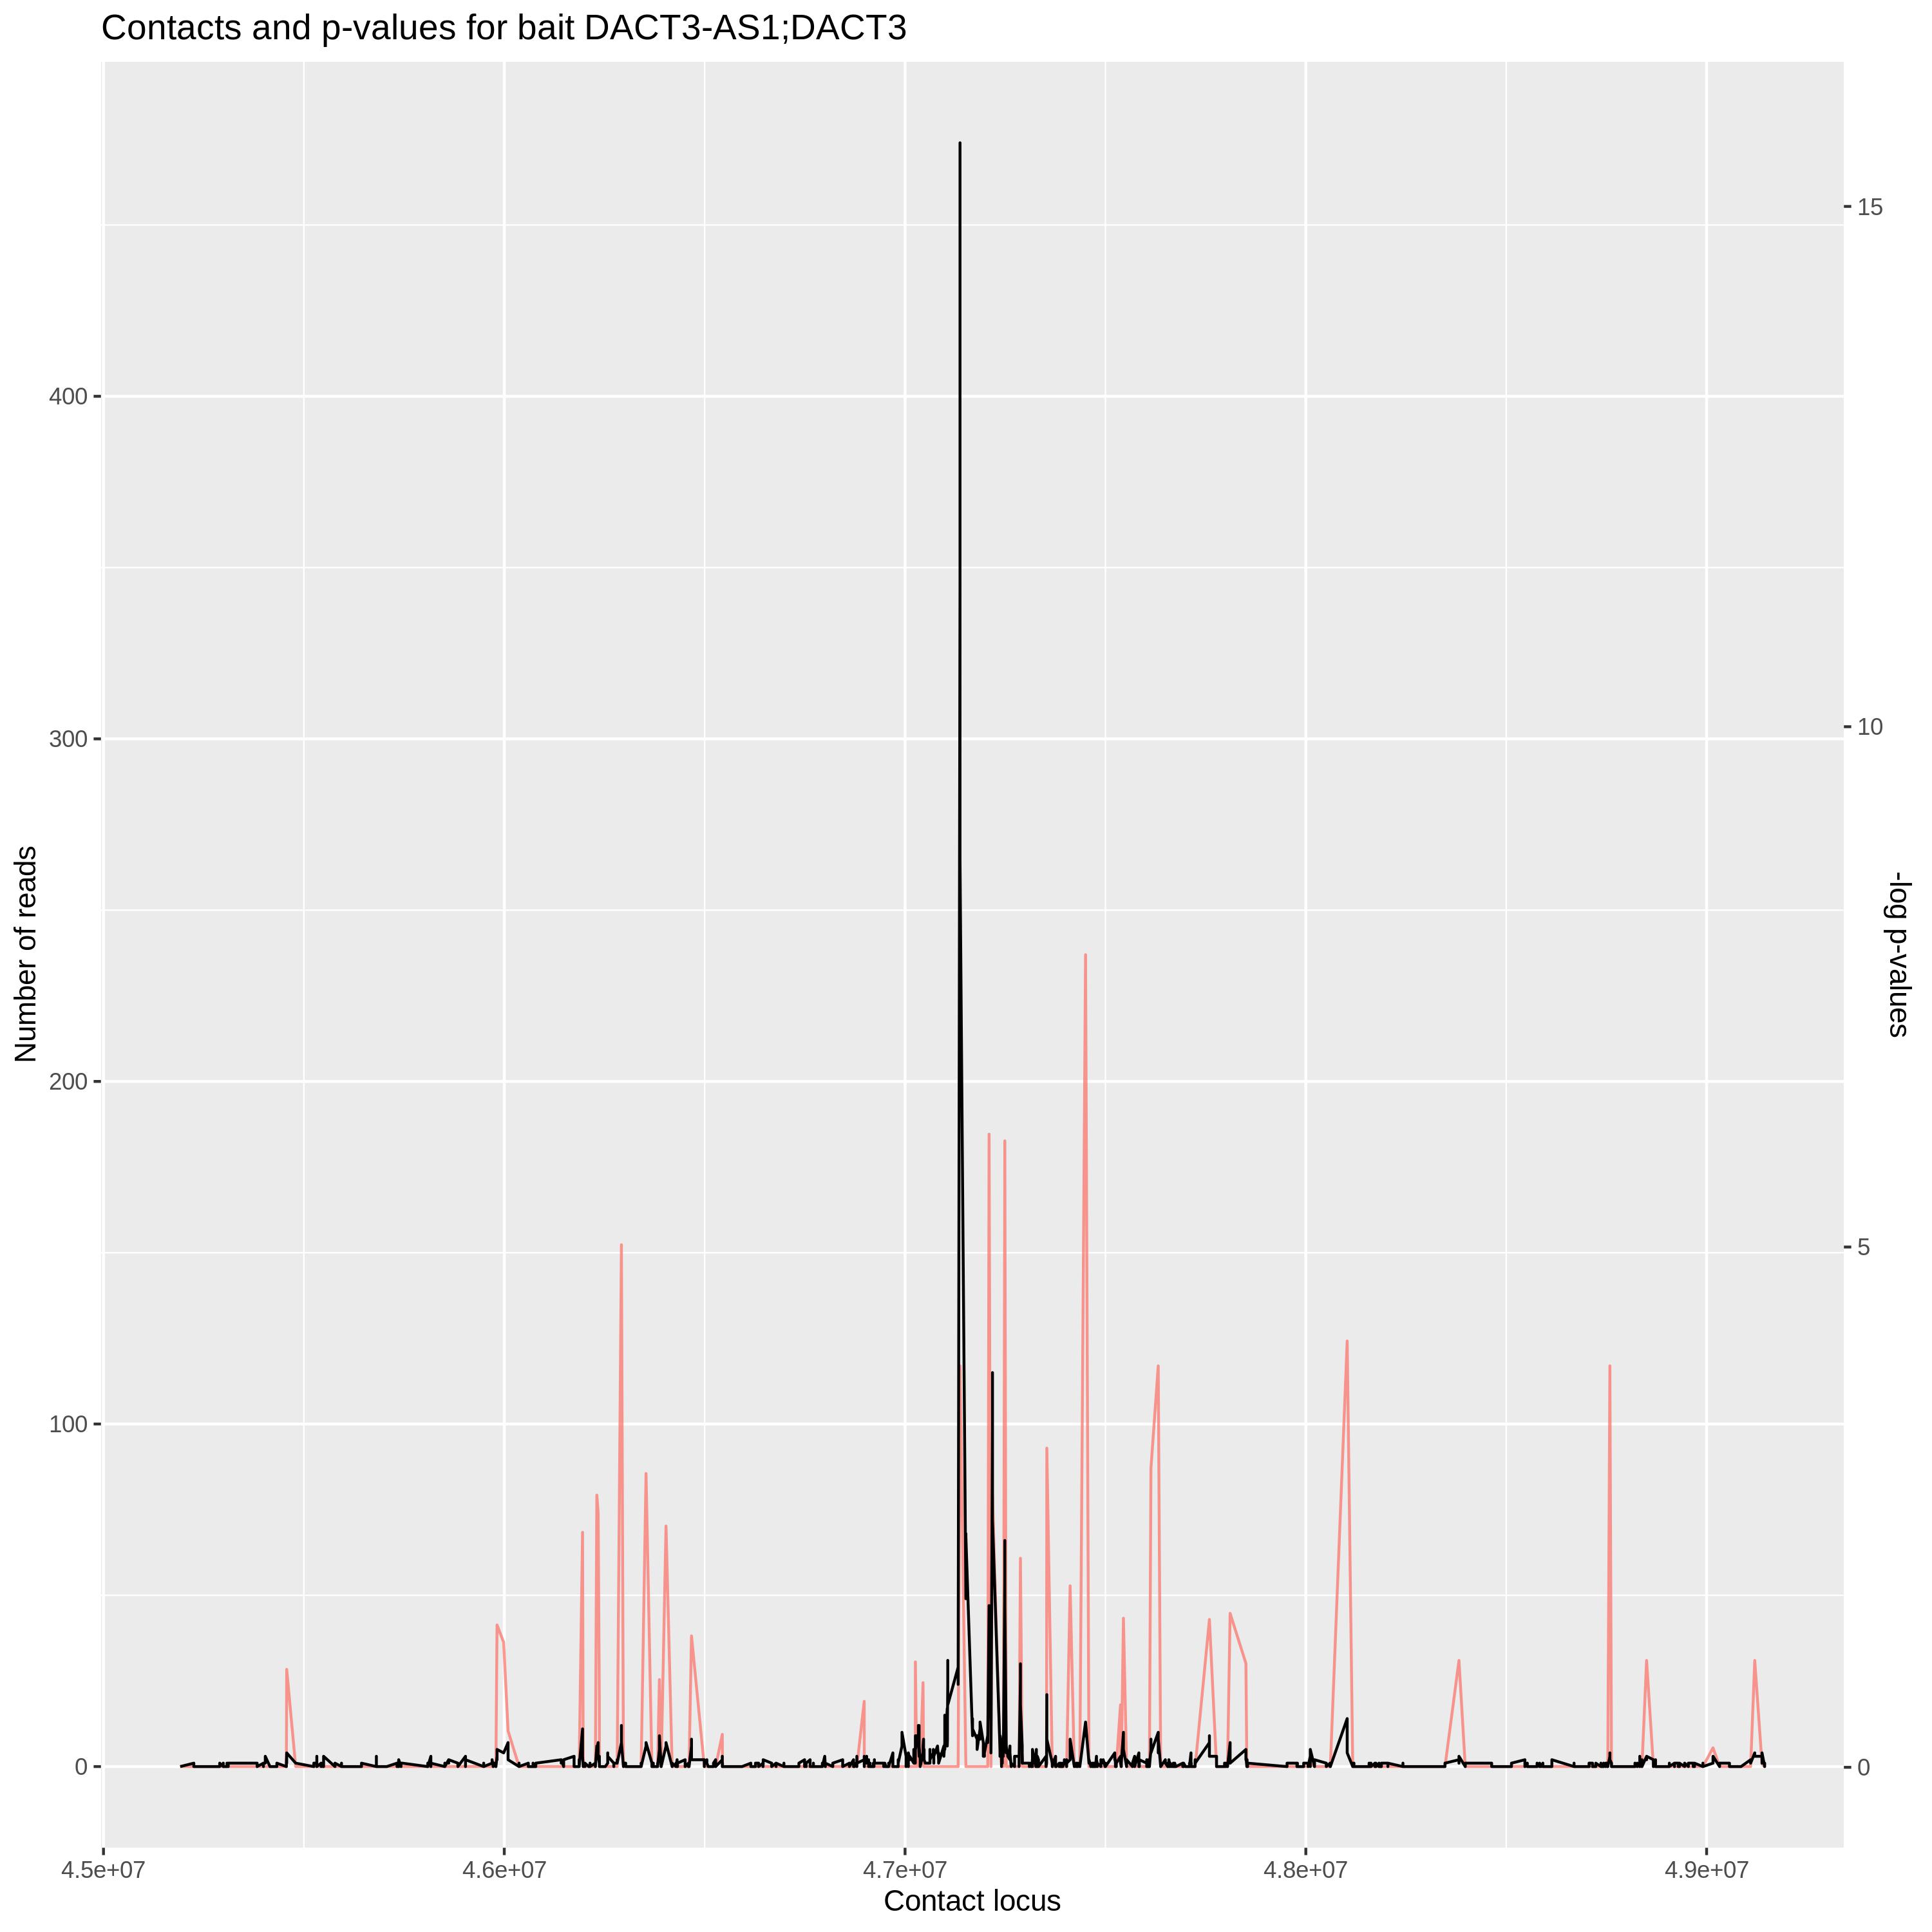 Contacts and p-values for bait DACT3-AS1;DACT3
Number of reads
400
300
200
100
0
15
10
5
0
-log p-values
4.5e+07 4.6e+07 4.7e+07 4.8e+07 4.9e+07
Contact locus